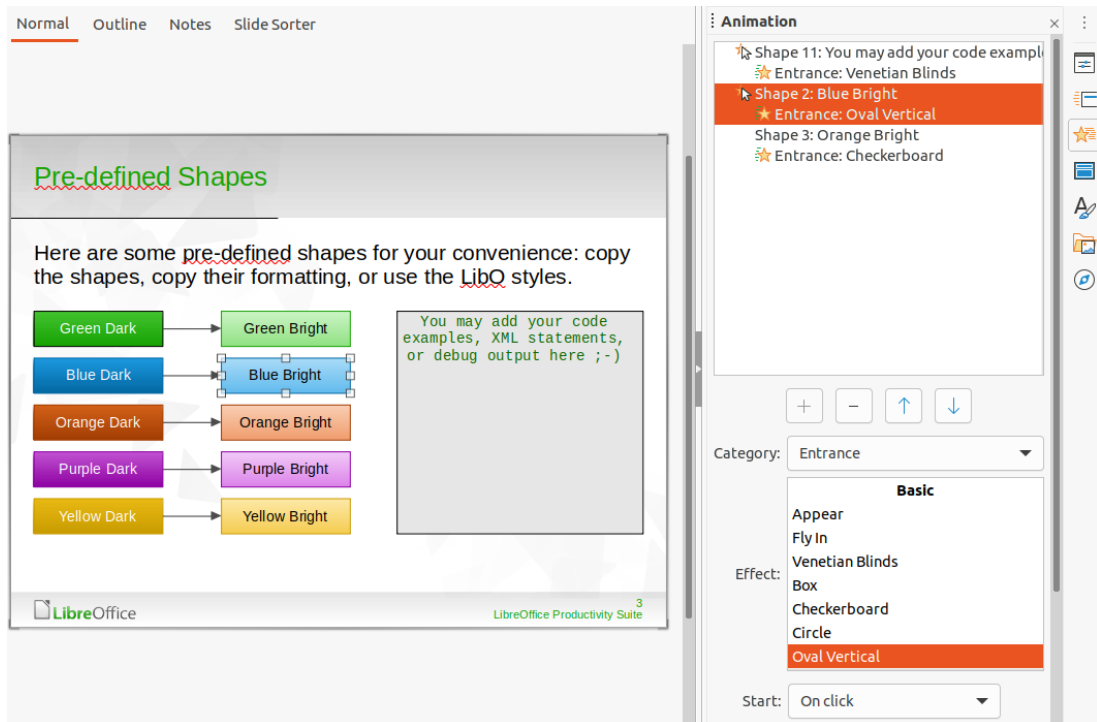 Normal Outline Notes Slide Sorter
Pre-defined Shapes
Here are some pre-defined shapes for your convenience: copy
the shapes, copy their formatting, or use the LibO styles.
Green Dark Green Bright
Blue Dark Blue Bright
Orange Dark Orange Bright
Purple Dark Purple Bright
Yellow Dark Yellow Bright
You may add your code
examples, XML statements,
or debug output here ;-)
LibreOffice
3
LibreOffice Productivity Suite
Animation
Shape 11: You may add your code exampl
Entrance: Venetian Blinds
Shape 2: Blue Bright
Entrance: Oval Vertical
Shape 3: Orange Bright
Entrance: Checkerboard
Category: Entrance
Effect:
Basic
Appear
Fly In
Venetian Blinds
Box
Checkerboard
Circle
Oval Vertical
Start: On click